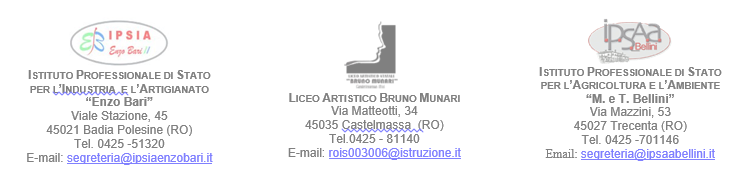 IPSIA
Enzo Bari
ISTITUTO PROFESSIONALE DI STATO
PER L'INDUSTRIA E L'ARTIGIANATO
"Enzo Bari"
Viale Stazione, 45
45021 Badia Polesine (RO)
Tel. 0425 -51320
E-mail: segreteria@ipsiaenzobari.it
"BRUNO MUNARI"
LICEO ARTISTICO BRUNO MUNARI
Via Matteotti, 34
45035 Castelmassa (RO)
Tel.0425 - 81140
E-mail: rois003006@istruzione.it
ipsaa
Bellini
ISTITUTO PROFESSIONALE DI STATO
PER L'AGRICOLTURA E L'AMBIENTE
"M. e T. Bellini"
Via Mazzini, 53
45027 Trecenta (RO)
Tel. 0425 -701146
Email: segreteria@ipsaabellini.it